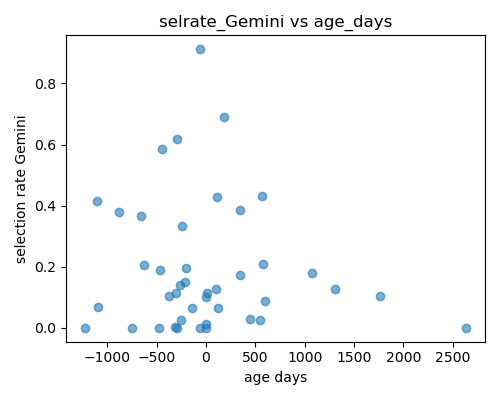 selrate_Gemini vs age_days
selection rate Gemini
0.8
0.6
0.4
0.2
0.0
−1000 −500 0 500 1000 1500 2000 2500
age days